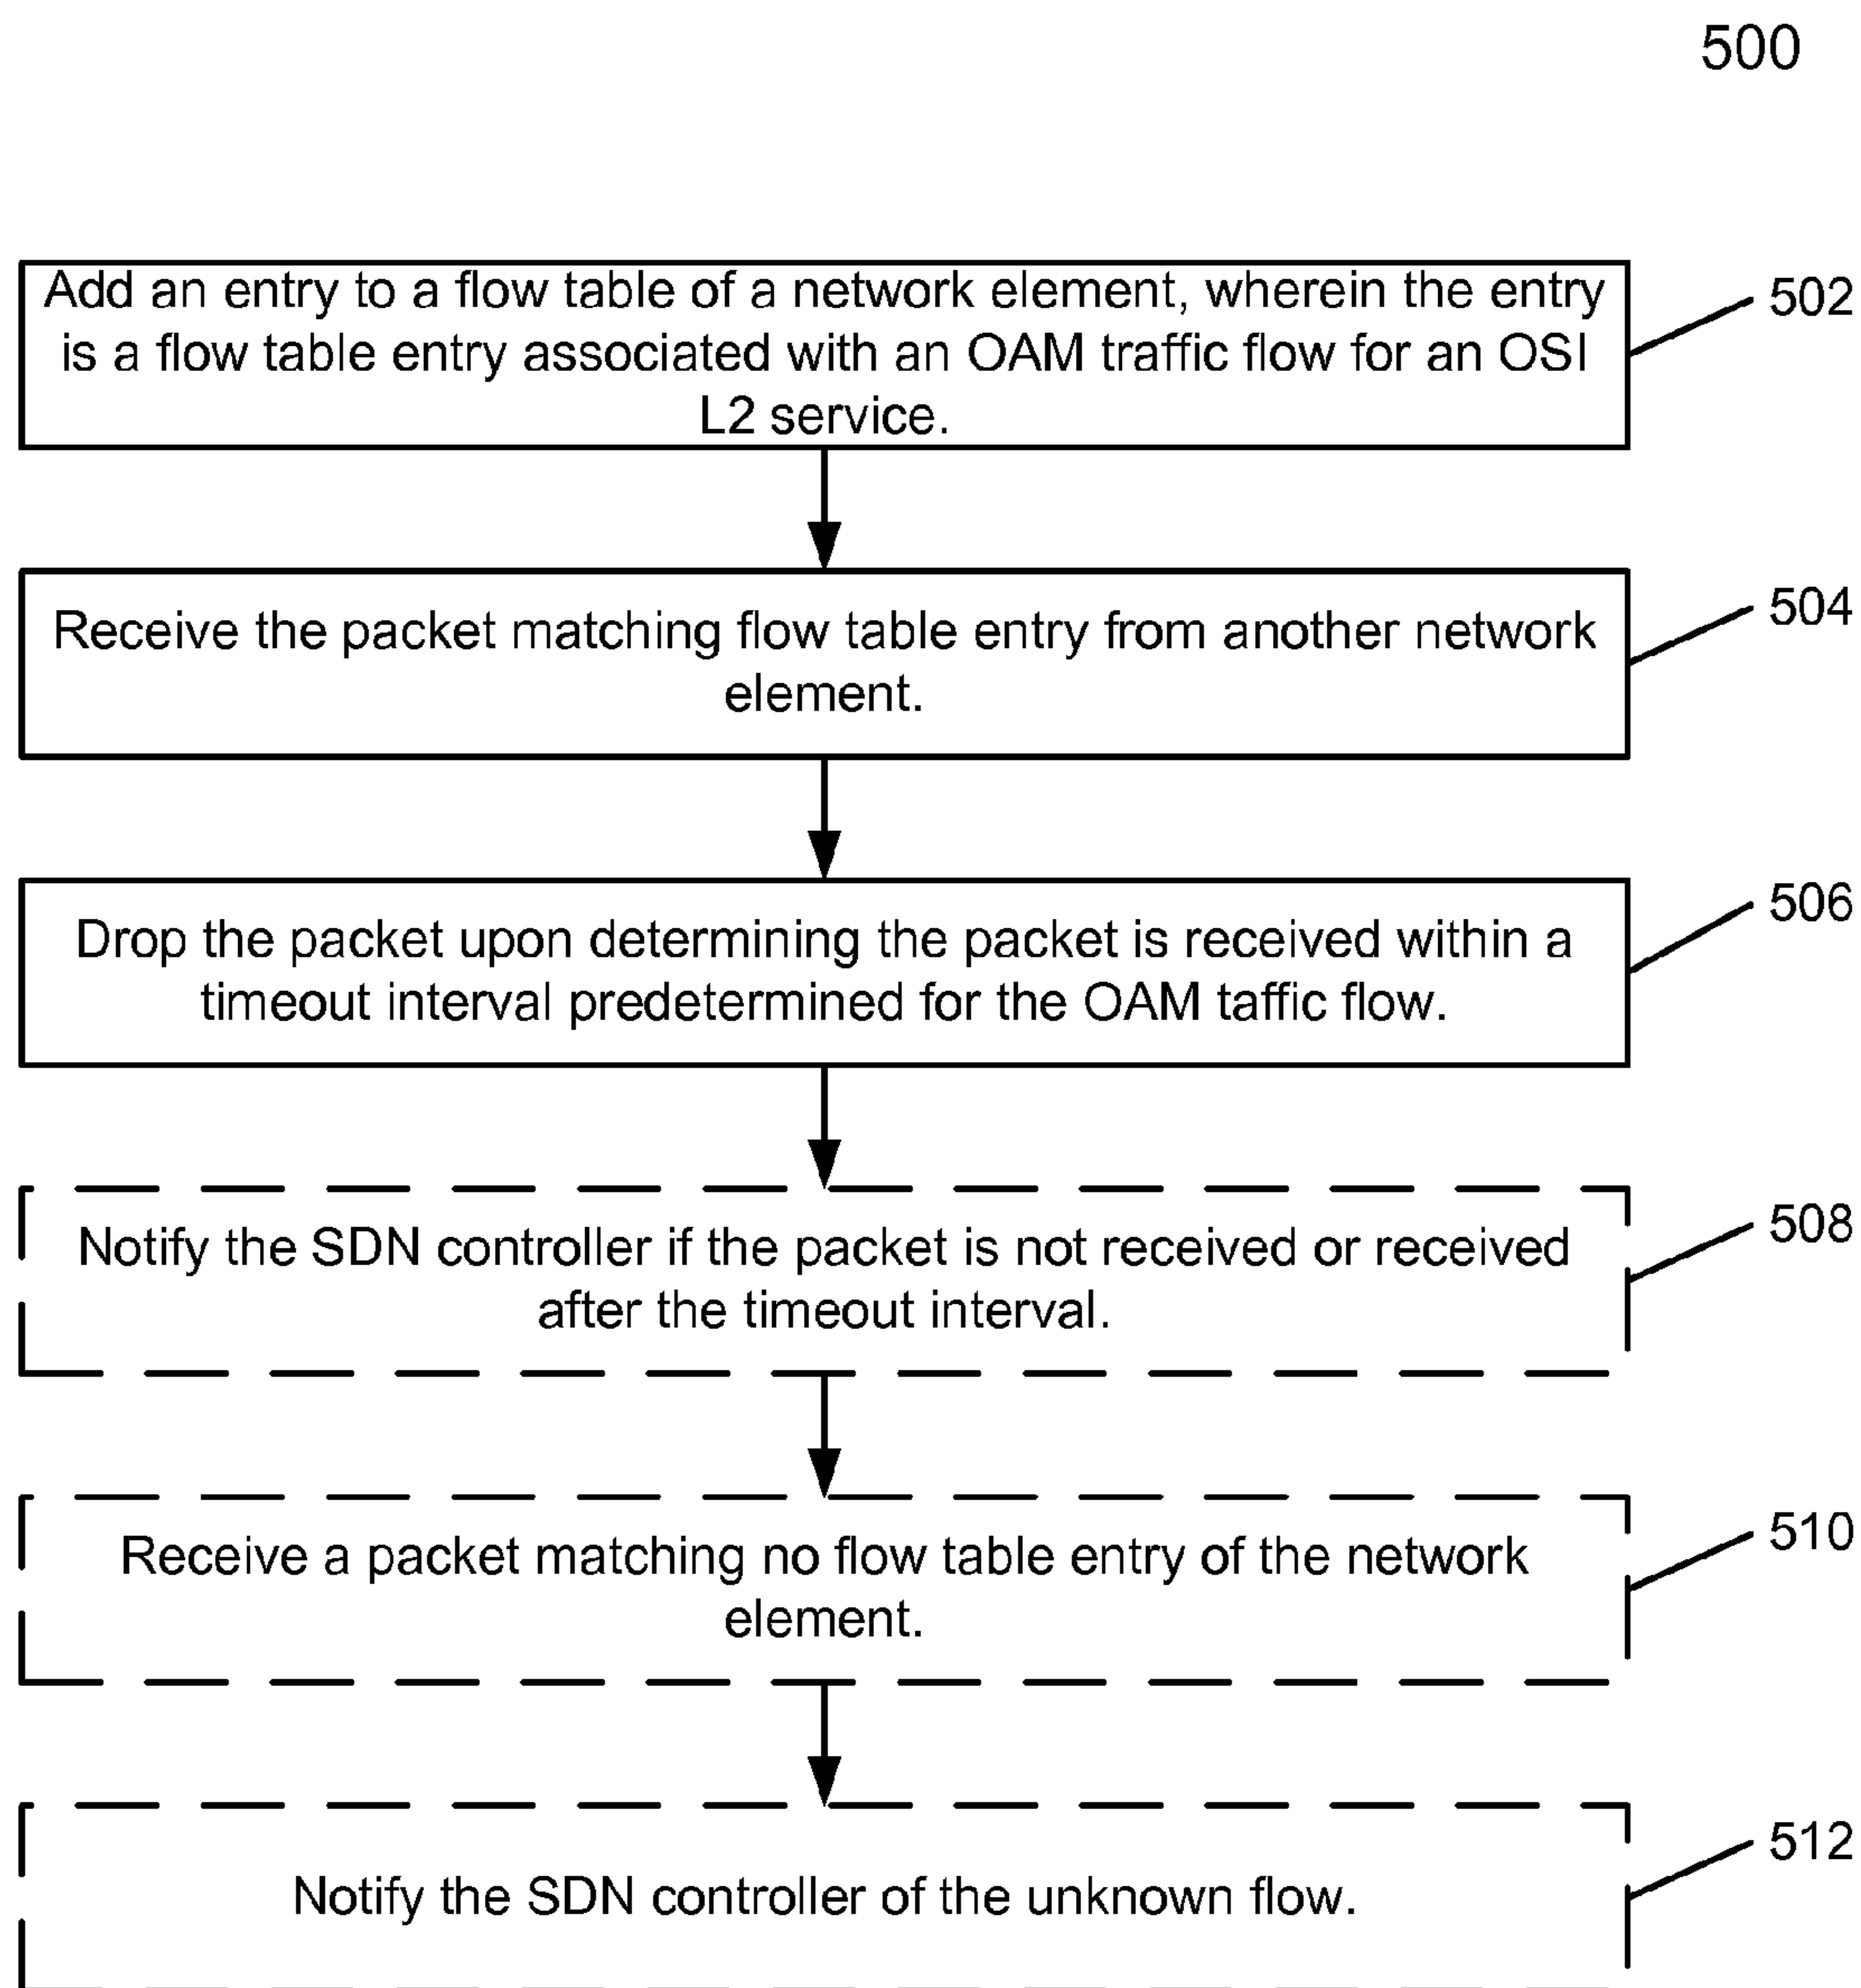 500
Add an entry to a flow table of a network element, wherein the entry
is a flow table entry associated with an OAM traffic flow for an OSI
L2 service.
502
Receive the packet matching flow table entry from another network
element.
504
Drop the packet upon determining the packet is received within a
timeout interval predetermined for the OAM taffic flow.
506
Notify the SDN controller if the packet is not received or received
after the timeout interval.
508
Receive a packet matching no flow table entry of the network
element.
510
Notify the SDN controller of the unknown flow.
512